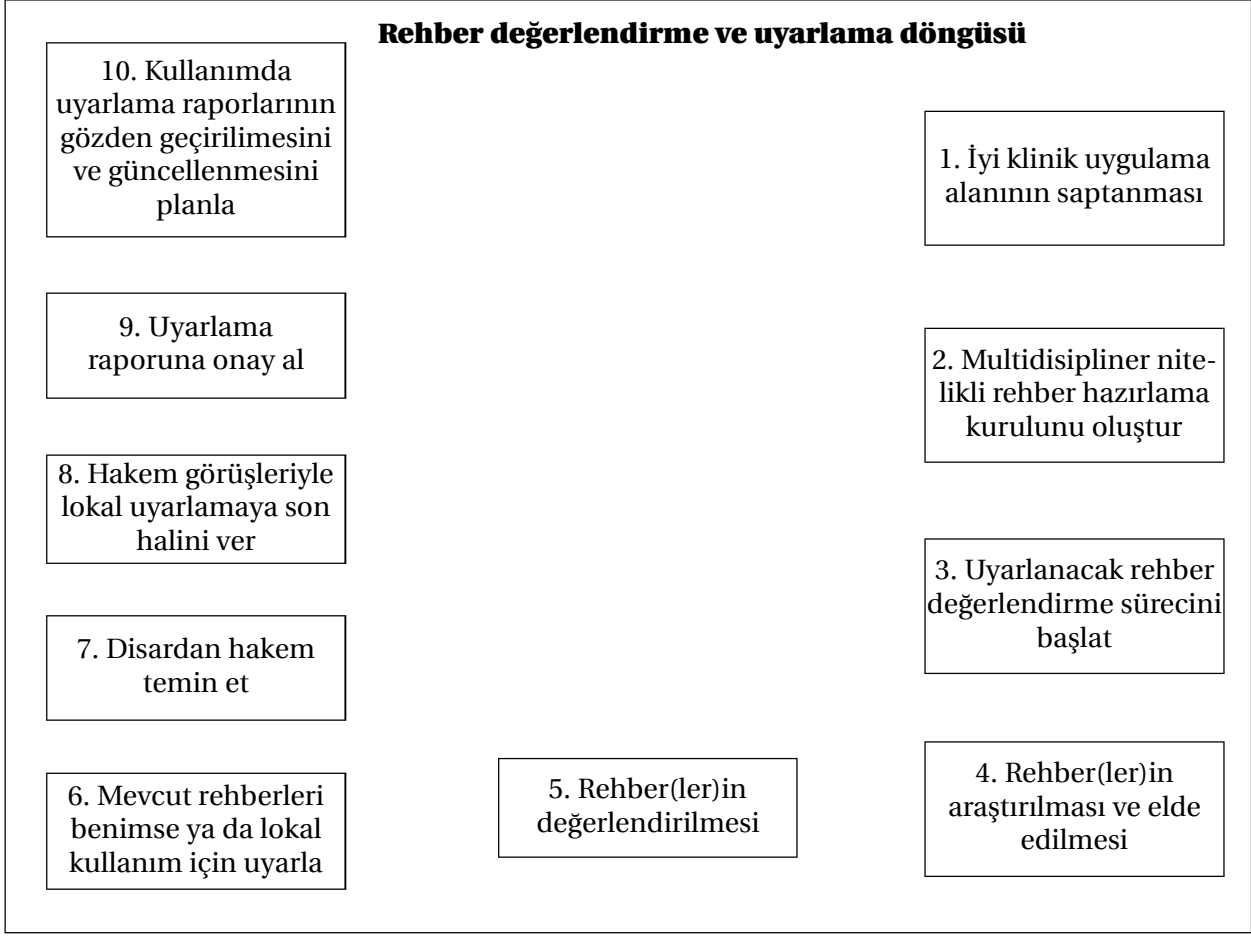 Rehber değerlendirme ve uyarlama döngüsü
1. İyi klinik uygulama
alanının saptanması
2. Multidisipliner nite-
likli rehber hazırlama
kurulunu oluştur
3. Uyarlanacak rehber
değerlendirme sürecini
başlat
4. Rehber(ler)in
araştırılması ve elde
edilmesi
5. Rehber(ler)in
değerlendirilmesi
6. Mevcut rehberleri
benimse ya da lokal
kullanım için uyarla
7. Disardan hakem
temin et
8. Hakem görüşleriyle
lokal uyarlamaya son
halini ver
9. Uyarlama
raporuna onay al
10. Kullanımda
uyarlama raporlarının
gözden geçirilimesini
ve güncellenmesini
planla